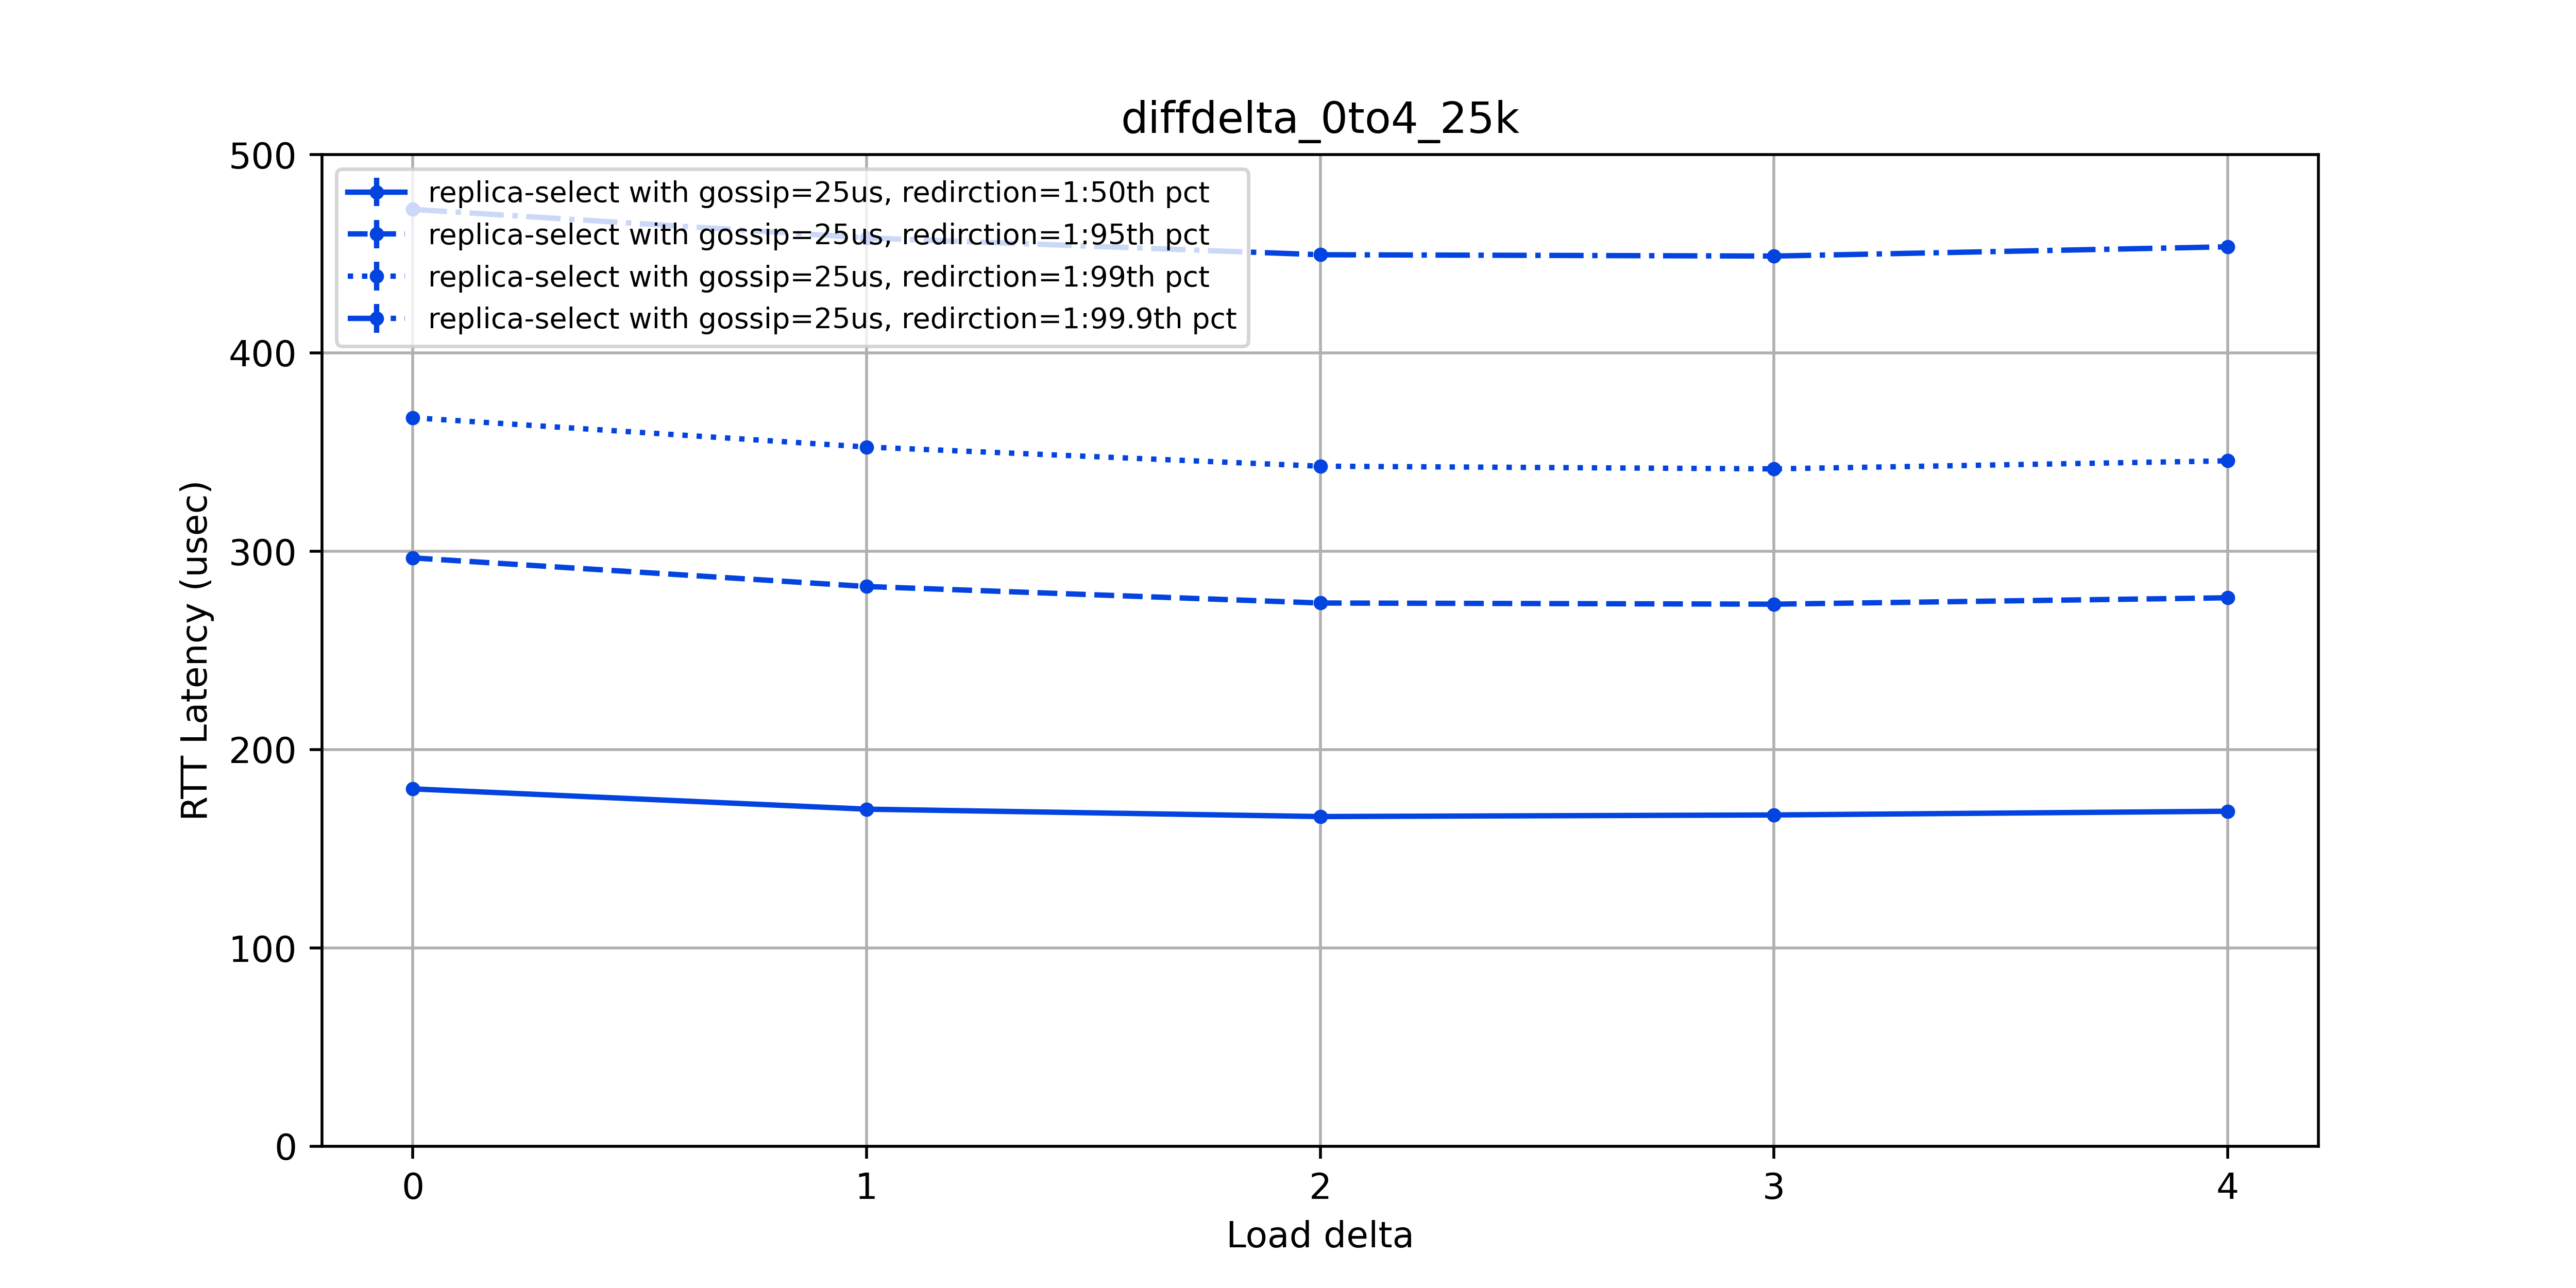 diffdelta_0to4_25k
500
400
300
200
100
0
RTT Latency (usec)
replica-select with gossip=25us, redirction=1:50th pct
replica-select with gossip=25us, redirction=1:95th pct
replica-select with gossip=25us, redirction=1:99th pct
replica-select with gossip=25us, redirction=1:99.9th pct
0 1 2 3 4
Load delta